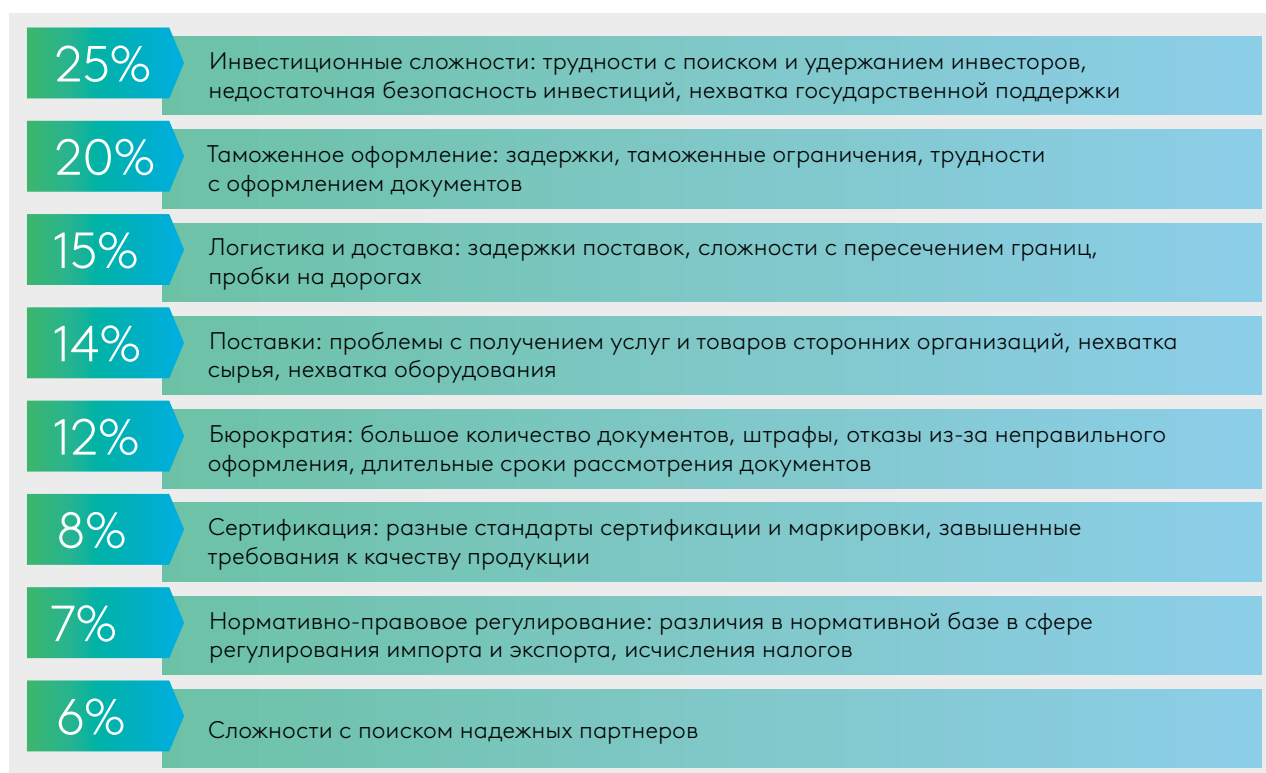 25%
Инвестиционные сложности: трудности с поиском и удержанием инвесторов,
недостаточная безопасность инвестиций, нехватка государственной поддержки
20%
Таможенное оформление: задержки, таможенные ограничения, трудности
с оформлением документов
15%
Логистика и доставка: задержки поставок, сложности с пересечением границ,
пробки на дорогах
14%
Поставки: проблемы с получением услуг и товаров сторонних организаций, нехватка
сырья, нехватка оборудования
12%
Бюрократия: большое количество документов, штрафы, отказы из-за неправильного
оформления, длительные сроки рассмотрения документов
8%
Сертификация: разные стандарты сертификации и маркировки, завышенные
требования к качеству продукции
7%
Нормативно-правовое регулирование: различия в нормативной базе в сфере
регулирования импорта и экспорта, исчисления налогов
6%
Сложности с поиском надежных партнеров